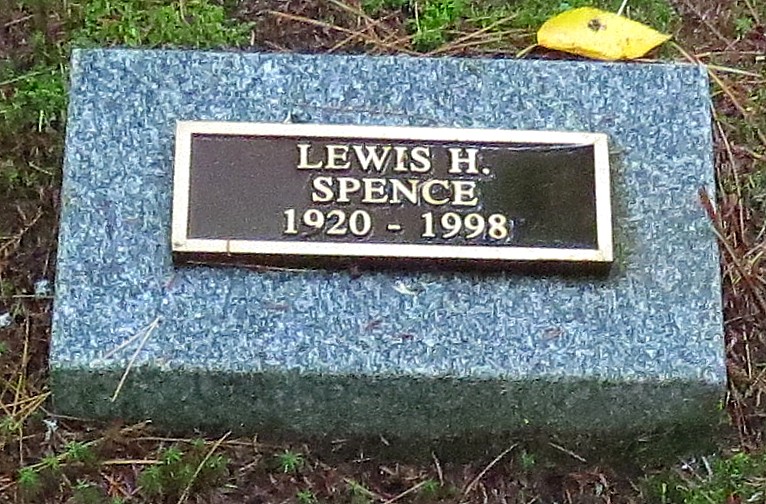 LEWIS H.
SPENCE
1920 - 1998